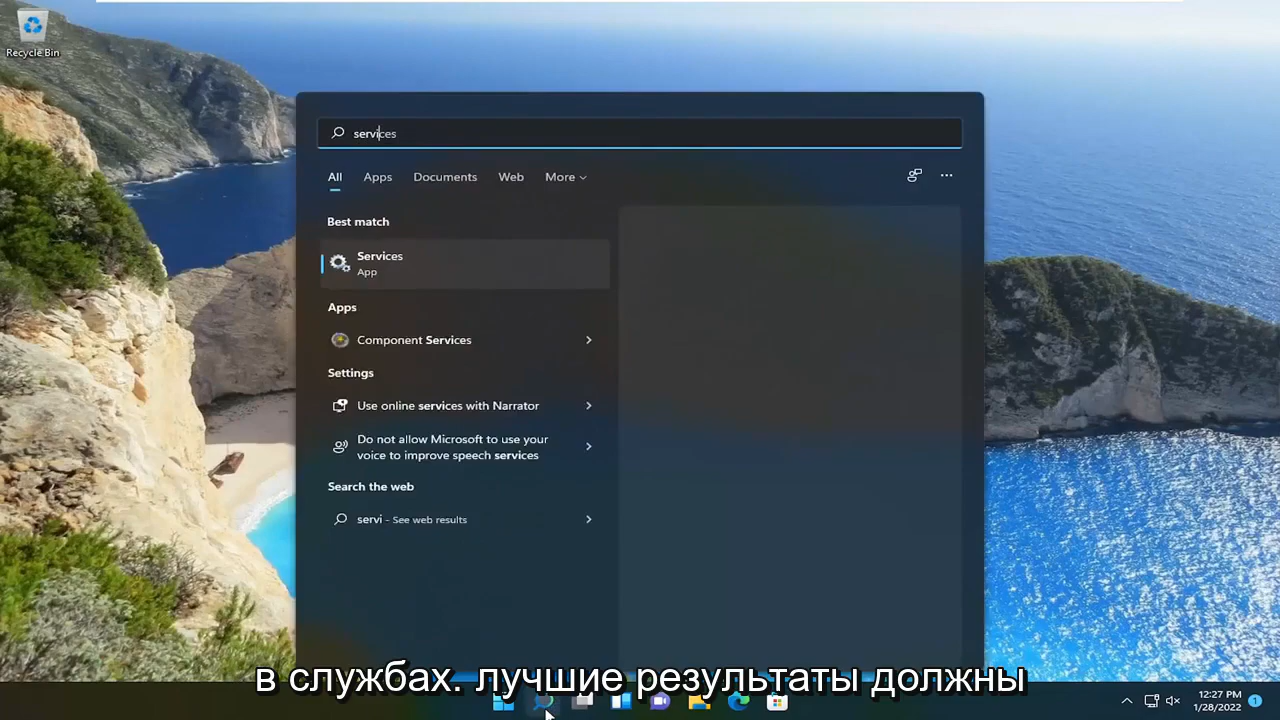 Recycle Bin
services
All Apps Documents Web More
Best match
Services
App
Apps
Component Services
Settings
Use online services with Narrator
Do not allow Microsoft to use your
voice to improve speech services
Search the web
servi - See web results
в службах. лучшие результаты должны
12:27 PM
1/28/2022
1